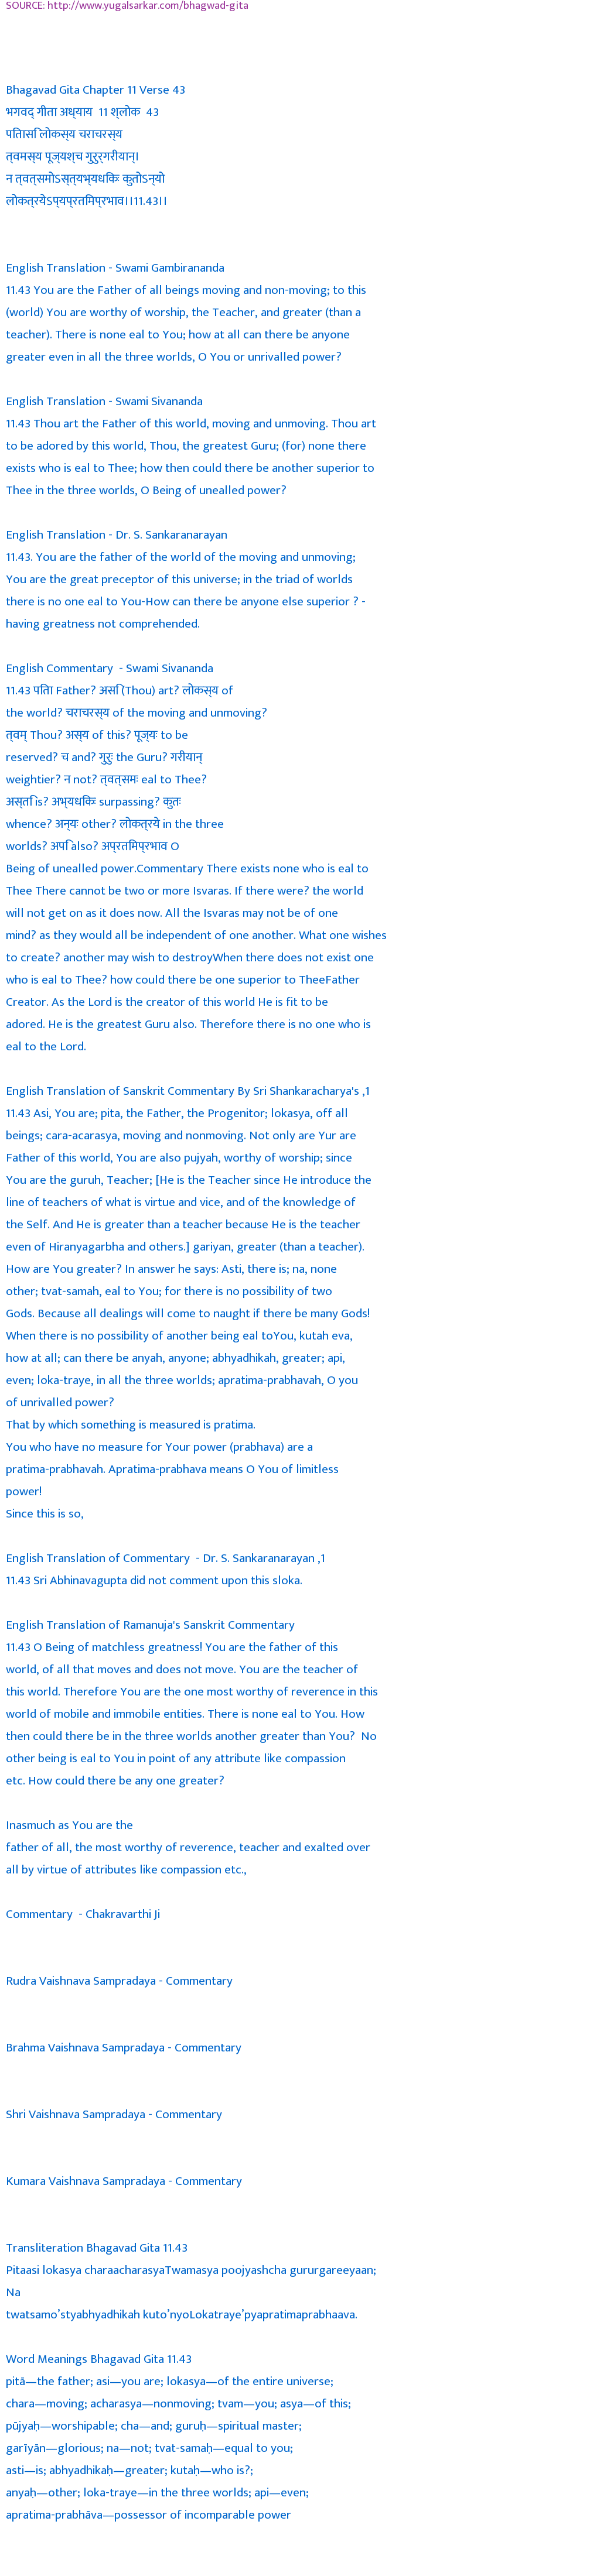 SOURCE: http://www.yugalsarkar.com/bhagwad-gita
Bhagavad Gita Chapter 11 Verse 43
भगवद् गीता अध्याय 11 श्लोक 43
पितासि लोकस्य चराचरस्य
त्वमस्य पूज्यश्च गुरुर्गरीयान्।
न त्वत्समोऽस्त्यभ्यधिकः कुतोऽन्यो
लोकत्रयेऽप्यप्रतिमप्रभाव।।11.43।।
English Translation - Swami Gambirananda
11.43 You are the Father of all beings moving and non-moving; to this
(world) You are worthy of worship, the Teacher, and greater (than a
teacher). There is none eal to You; how at all can there be anyone
greater even in all the three worlds, O You or unrivalled power?
English Translation - Swami Sivananda
11.43 Thou art the Father of this world, moving and unmoving. Thou art
to be adored by this world, Thou, the greatest Guru; (for) none there
exists who is eal to Thee; how then could there be another superior to
Thee in the three worlds, O Being of unealled power?
English Translation - Dr. S. Sankaranarayan
11.43. You are the father of the world of the moving and unmoving;
You are the great preceptor of this universe; in the triad of worlds
there is no one eal to You-How can there be anyone else superior ? -
having greatness not comprehended.
English Commentary - Swami Sivananda
11.43 पिता Father? असि (Thou) art? लोकस्य of
the world? चराचरस्य of the moving and unmoving?
त्वम् Thou? अस्य of this? पूज्यः to be
reserved? च and? गुरुः the Guru? गरीयान्
weightier? न not? त्वत्समः eal to Thee?
अस्ति is? अभ्यधिकः surpassing? कुतः
whence? अन्यः other? लोकत्रये in the three
worlds? अपि also? अप्रतिमप्रभाव O
Being of unealled power.Commentary There exists none who is eal to
Thee There cannot be two or more Isvaras. If there were? the world
will not get on as it does now. All the Isvaras may not be of one
mind? as they would all be independent of one another. What one wishes
to create? another may wish to destroyWhen there does not exist one
who is eal to Thee? how could there be one superior to TheeFather
Creator. As the Lord is the creator of this world He is fit to be
adored. He is the greatest Guru also. Therefore there is no one who is
eal to the Lord.
English Translation of Sanskrit Commentary By Sri Shankaracharya's ,1
11.43 Asi, You are; pita, the Father, the Progenitor; lokasya, off all
beings; cara-acarasya, moving and nonmoving. Not only are Yur are
Father of this world, You are also pujyah, worthy of worship; since
You are the guruh, Teacher; [He is the Teacher since He introduce the
line of teachers of what is virtue and vice, and of the knowledge of
the Self. And He is greater than a teacher because He is the teacher
even of Hiranyagarbha and others.] gariyan, greater (than a teacher).
How are You greater? In answer he says: Asti, there is; na, none
other; tvat-samah, eal to You; for there is no possibility of two
Gods. Because all dealings will come to naught if there be many Gods!
When there is no possibility of another being eal toYou, kutah eva,
how at all; can there be anyah, anyone; abhyadhikah, greater; api,
even; loka-traye, in all the three worlds; apratima-prabhavah, O you
of unrivalled power?
That by which something is measured is pratima.
You who have no measure for Your power (prabhava) are a
pratima-prabhavah. Apratima-prabhava means O You of limitless
power!
Since this is so,
English Translation of Commentary - Dr. S. Sankaranarayan ,1
11.43 Sri Abhinavagupta did not comment upon this sloka.
English Translation of Ramanuja's Sanskrit Commentary
11.43 O Being of matchless greatness! You are the father of this
world, of all that moves and does not move. You are the teacher of
this world. Therefore You are the one most worthy of reverence in this
world of mobile and immobile entities. There is none eal to You. How
then could there be in the three worlds another greater than You? No
other being is eal to You in point of any attribute like compassion
etc. How could there be any one greater?
Inasmuch as You are the
father of all, the most worthy of reverence, teacher and exalted over
all by virtue of attributes like compassion etc.,
Commentary - Chakravarthi Ji
Rudra Vaishnava Sampradaya - Commentary
Brahma Vaishnava Sampradaya - Commentary
Shri Vaishnava Sampradaya - Commentary
Kumara Vaishnava Sampradaya - Commentary
Transliteration Bhagavad Gita 11.43
Pitaasi lokasya charaacharasyaTwamasya poojyashcha gururgareeyaan;
Na
twatsamo'styabhyadhikah kuto'nyoLokatraye'pyapratimaprabhaava.
Word Meanings Bhagavad Gita 11.43
pitā—the father; asi—you are; lokasya—of the entire universe;
chara—moving; acharasya—nonmoving; tvam—you; asya—of this;
pūjyaḥ—worshipable; cha—and; guruḥ—spiritual master;
garīyān—glorious; na—not; tvat-samaḥ—equal to you;
asti—is; abhyadhikaḥ—greater; kutaḥ—who is?;
anyaḥ—other; loka-traye—in the three worlds; api—even;
apratima-prabhāva—possessor of incomparable power